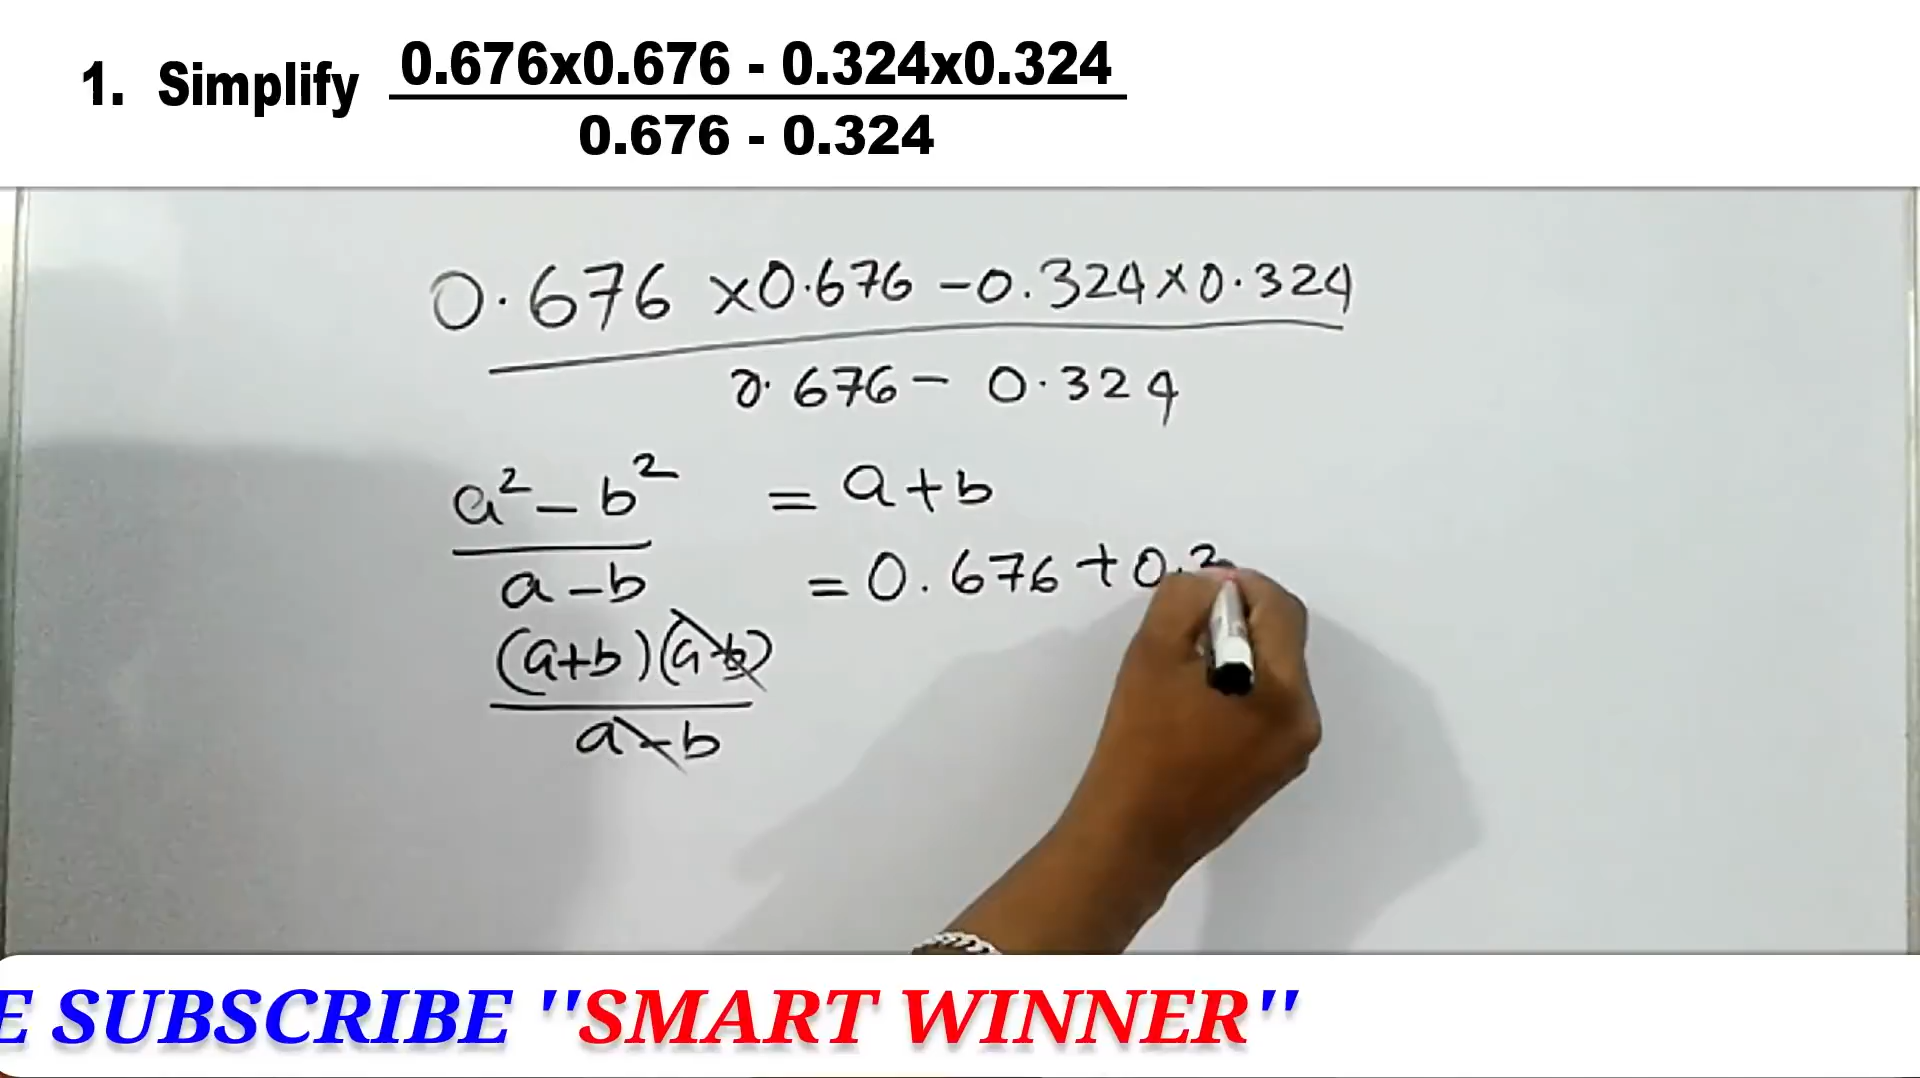 1. Simplify 0.676x0.676 - 0.324x0.324
0.676 - 0.324
0.676 x0.676 -0.324x0.324
0.676- 0.324
a² - b² = a+b
a-b = 0.676+0.3
(a+b)(a-b)
a-b
E SUBSCRIBE "SMART WINNER"